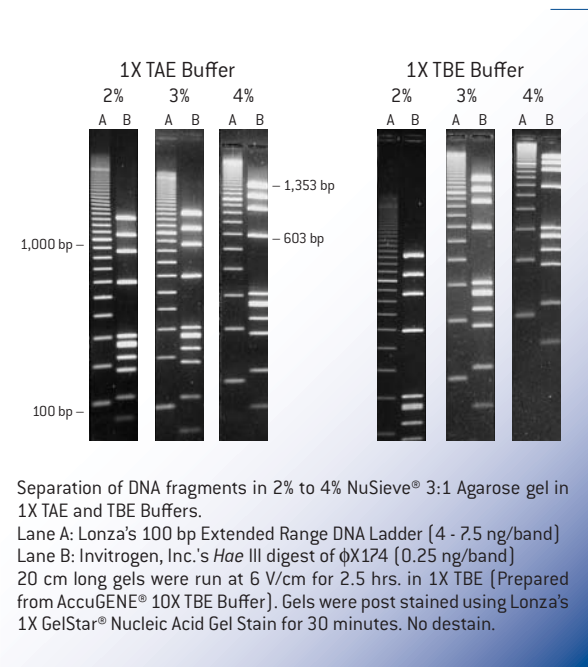 1X TAE Buffer
1X TBE Buffer
2% 3% 4%
2% 3% 4%
A B A B A B
A B A B A B
1,353 bp
603 bp
1,000 bp
100 bp
Separation of DNA fragments in 2% to 4% NuSieve® 3:1 Agarose gel in
1X TAE and TBE Buffers.
Lane A: Lonza's 100 bp Extended Range DNA Ladder (4 - 7.5 ng/band)
Lane B: Invitrogen, Inc.'s Hae III digest of ϕX174 (0.25 ng/band)
20 cm long gels were run at 6 V/cm for 2.5 hrs. in 1X TBE (Prepared
from AccuGENE® 10X TBE Buffer). Gels were post stained using Lonza's
1X GelStar® Nucleic Acid Gel Stain for 30 minutes. No destain.